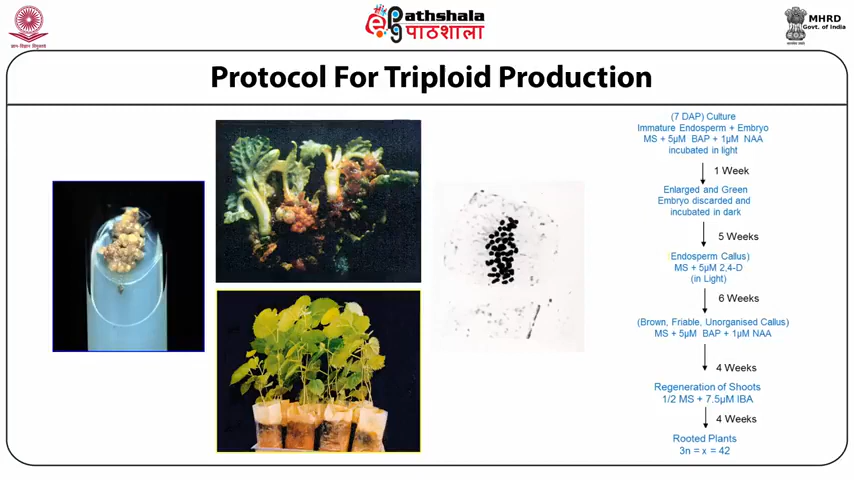 ePathshala
पाठशाला
MHRD
Govt. of India
Protocol For Triploid Production
(7 DAP) Culture
Immature Endosperm + Embryo
MS + 5µM BAP + 1µM NAA
incubated in light
1 Week
Enlarged and Green
Embryo discarded and
incubated in dark
5 Weeks
Endosperm Callus)
MS + 5µM 2,4-D
(in Light)
6 Weeks
(Brown, Friable, Unorganised Callus)
MS + 5µM BAP + 1µM NAA
4 Weeks
Regeneration of Shoots
1/2 MS + 7.5µM IBA
4 Weeks
Rooted Plants
3n = x = 42